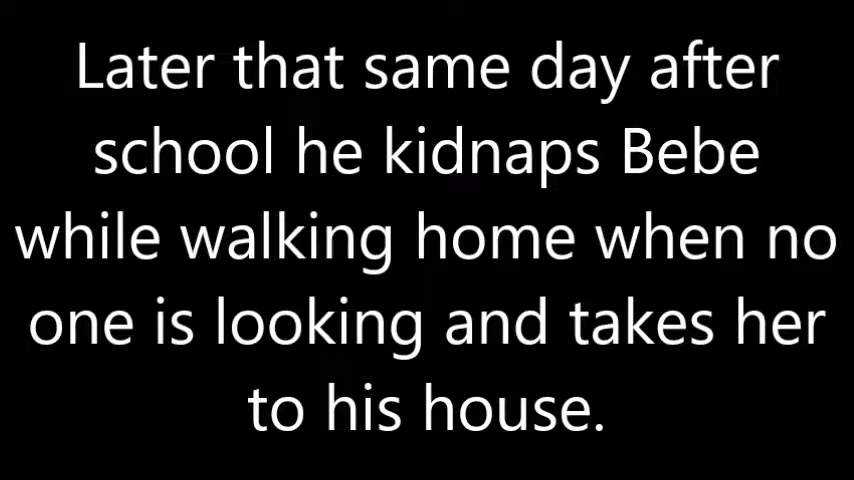 Later that same day after
school he kidnaps Bebe
while walking home when no
one is looking and takes her
to his house.